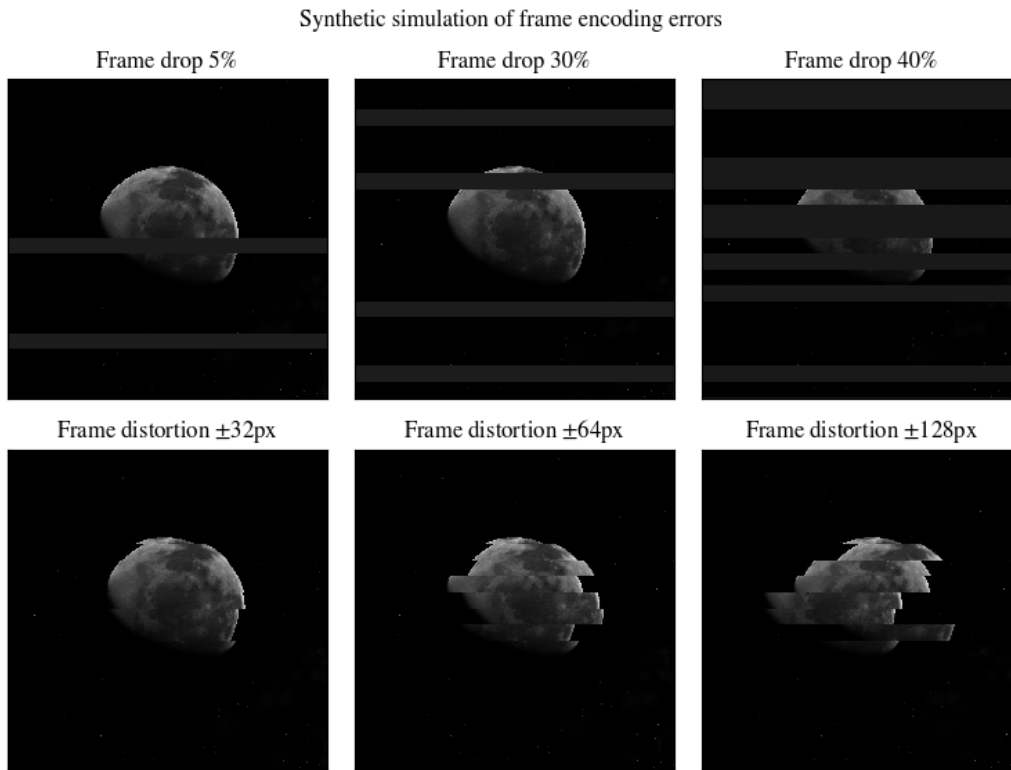 Synthetic simulation of frame encoding errors
Frame drop 5%
Frame drop 30%
Frame drop 40%
Frame distortion ±32px
Frame distortion ±64px
Frame distortion ±128px